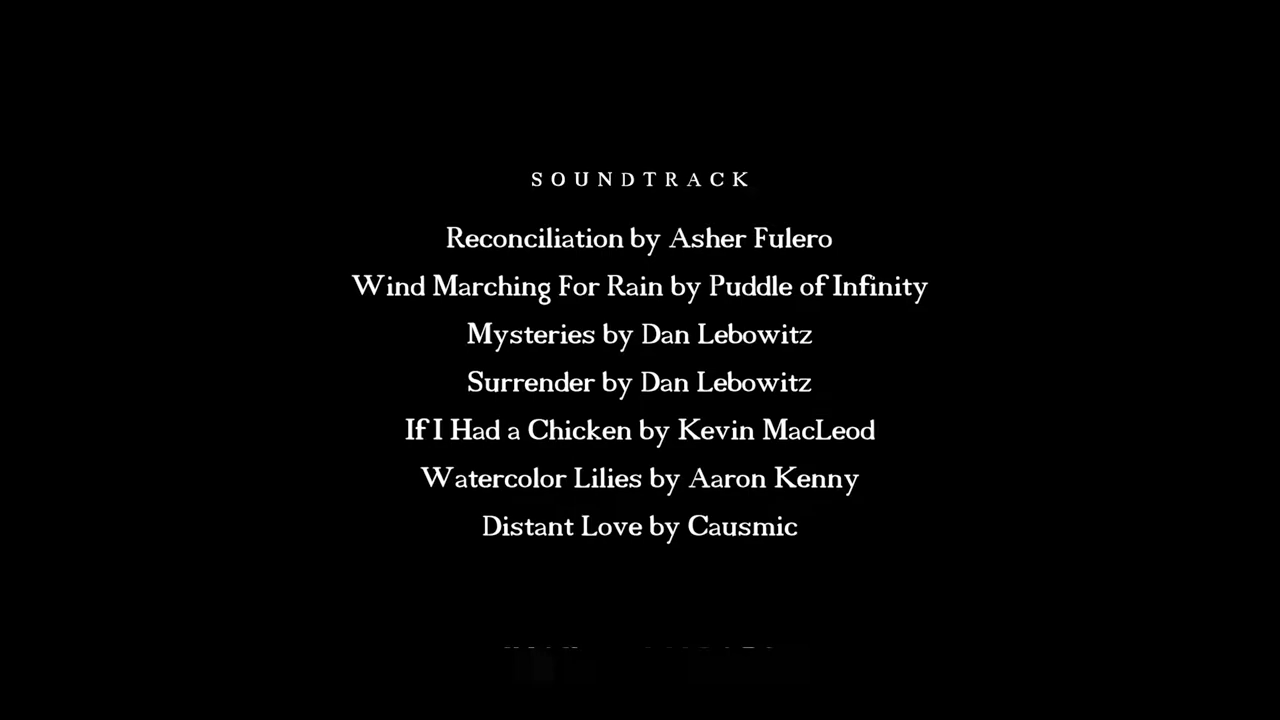 SOUNDTRACK
Reconciliation by Asher Fulero
Wind Marching For Rain by Puddle of Infinity
Mysteries by Dan Lebowitz
Surrender by Dan Lebowitz
If I Had a Chicken by Kevin MacLeod
Watercolor Lilies by Aaron Kenny
Distant Love by Causmic